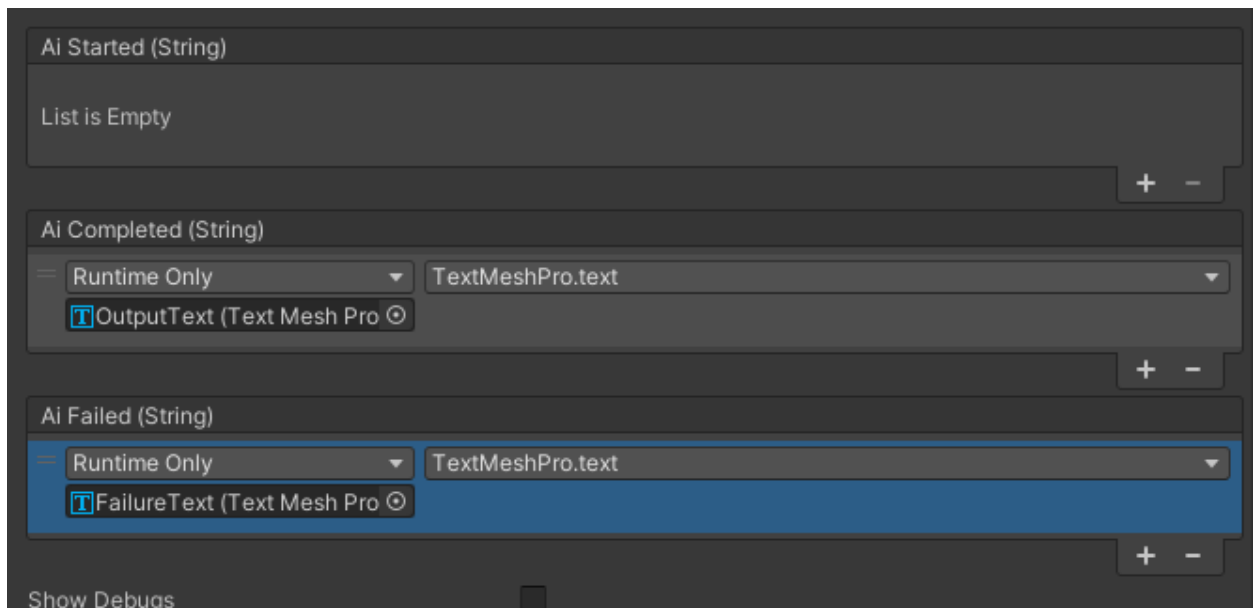 Ai Started (String)
List is Empty
+ −
Ai Completed (String)
Runtime Only TextMeshPro.text
OutputText (Text Mesh Pro
+ −
Ai Failed (String)
Runtime Only TextMeshPro.text
FailureText (Text Mesh Pro
+ −
Show Debugs